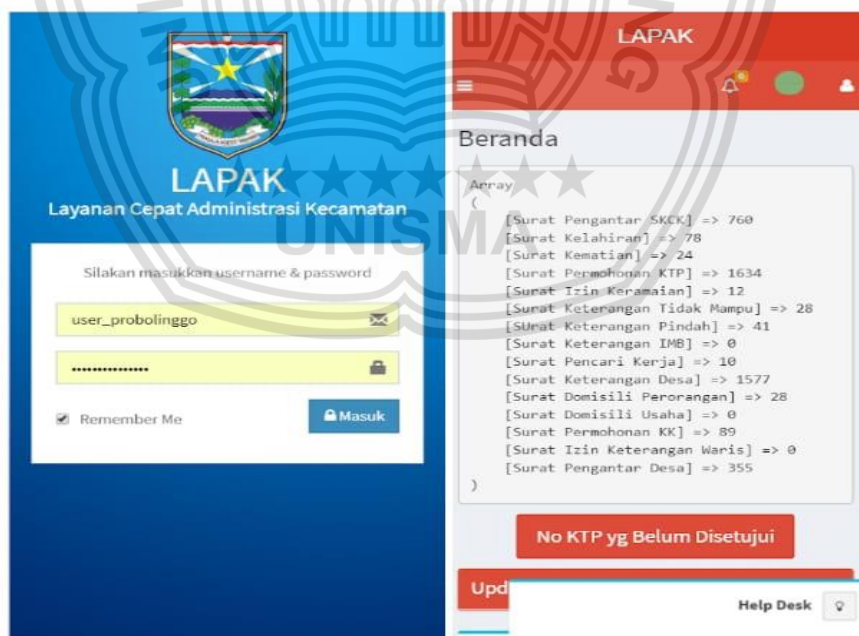 LAPAK
Layanan Cepat Administrasi Kecamatan
Silakan masukkan username & password
user_probolinggo
•••••••••••••••
Remember Me
Masuk
LAPAK
Beranda
Array
(
[Surat Pengantar SKCK] => 760
[Surat Kelahiran] => 78
[Surat Kematian] => 24
[Surat Permohonan KTP] => 1634
[Surat Izin Keramaian] => 12
[Surat Keterangan Tidak Mampu] => 28
[SUrat Keterangan Pindah] => 41
[Surat Keterangan IMB] => 0
[Surat Pencari Kerja] => 10
[Surat Keterangan Desa] => 1577
[Surat Domisili Perorangan] => 28
[Surat Domisili Usaha] => 0
[Surat Permohonan KK] => 89
[Surat Izin Keterangan Waris] => 0
[Surat Pengantar Desa] => 355
)
No KTP yg Belum Disetujui
Upd
Help Desk
UNISMA